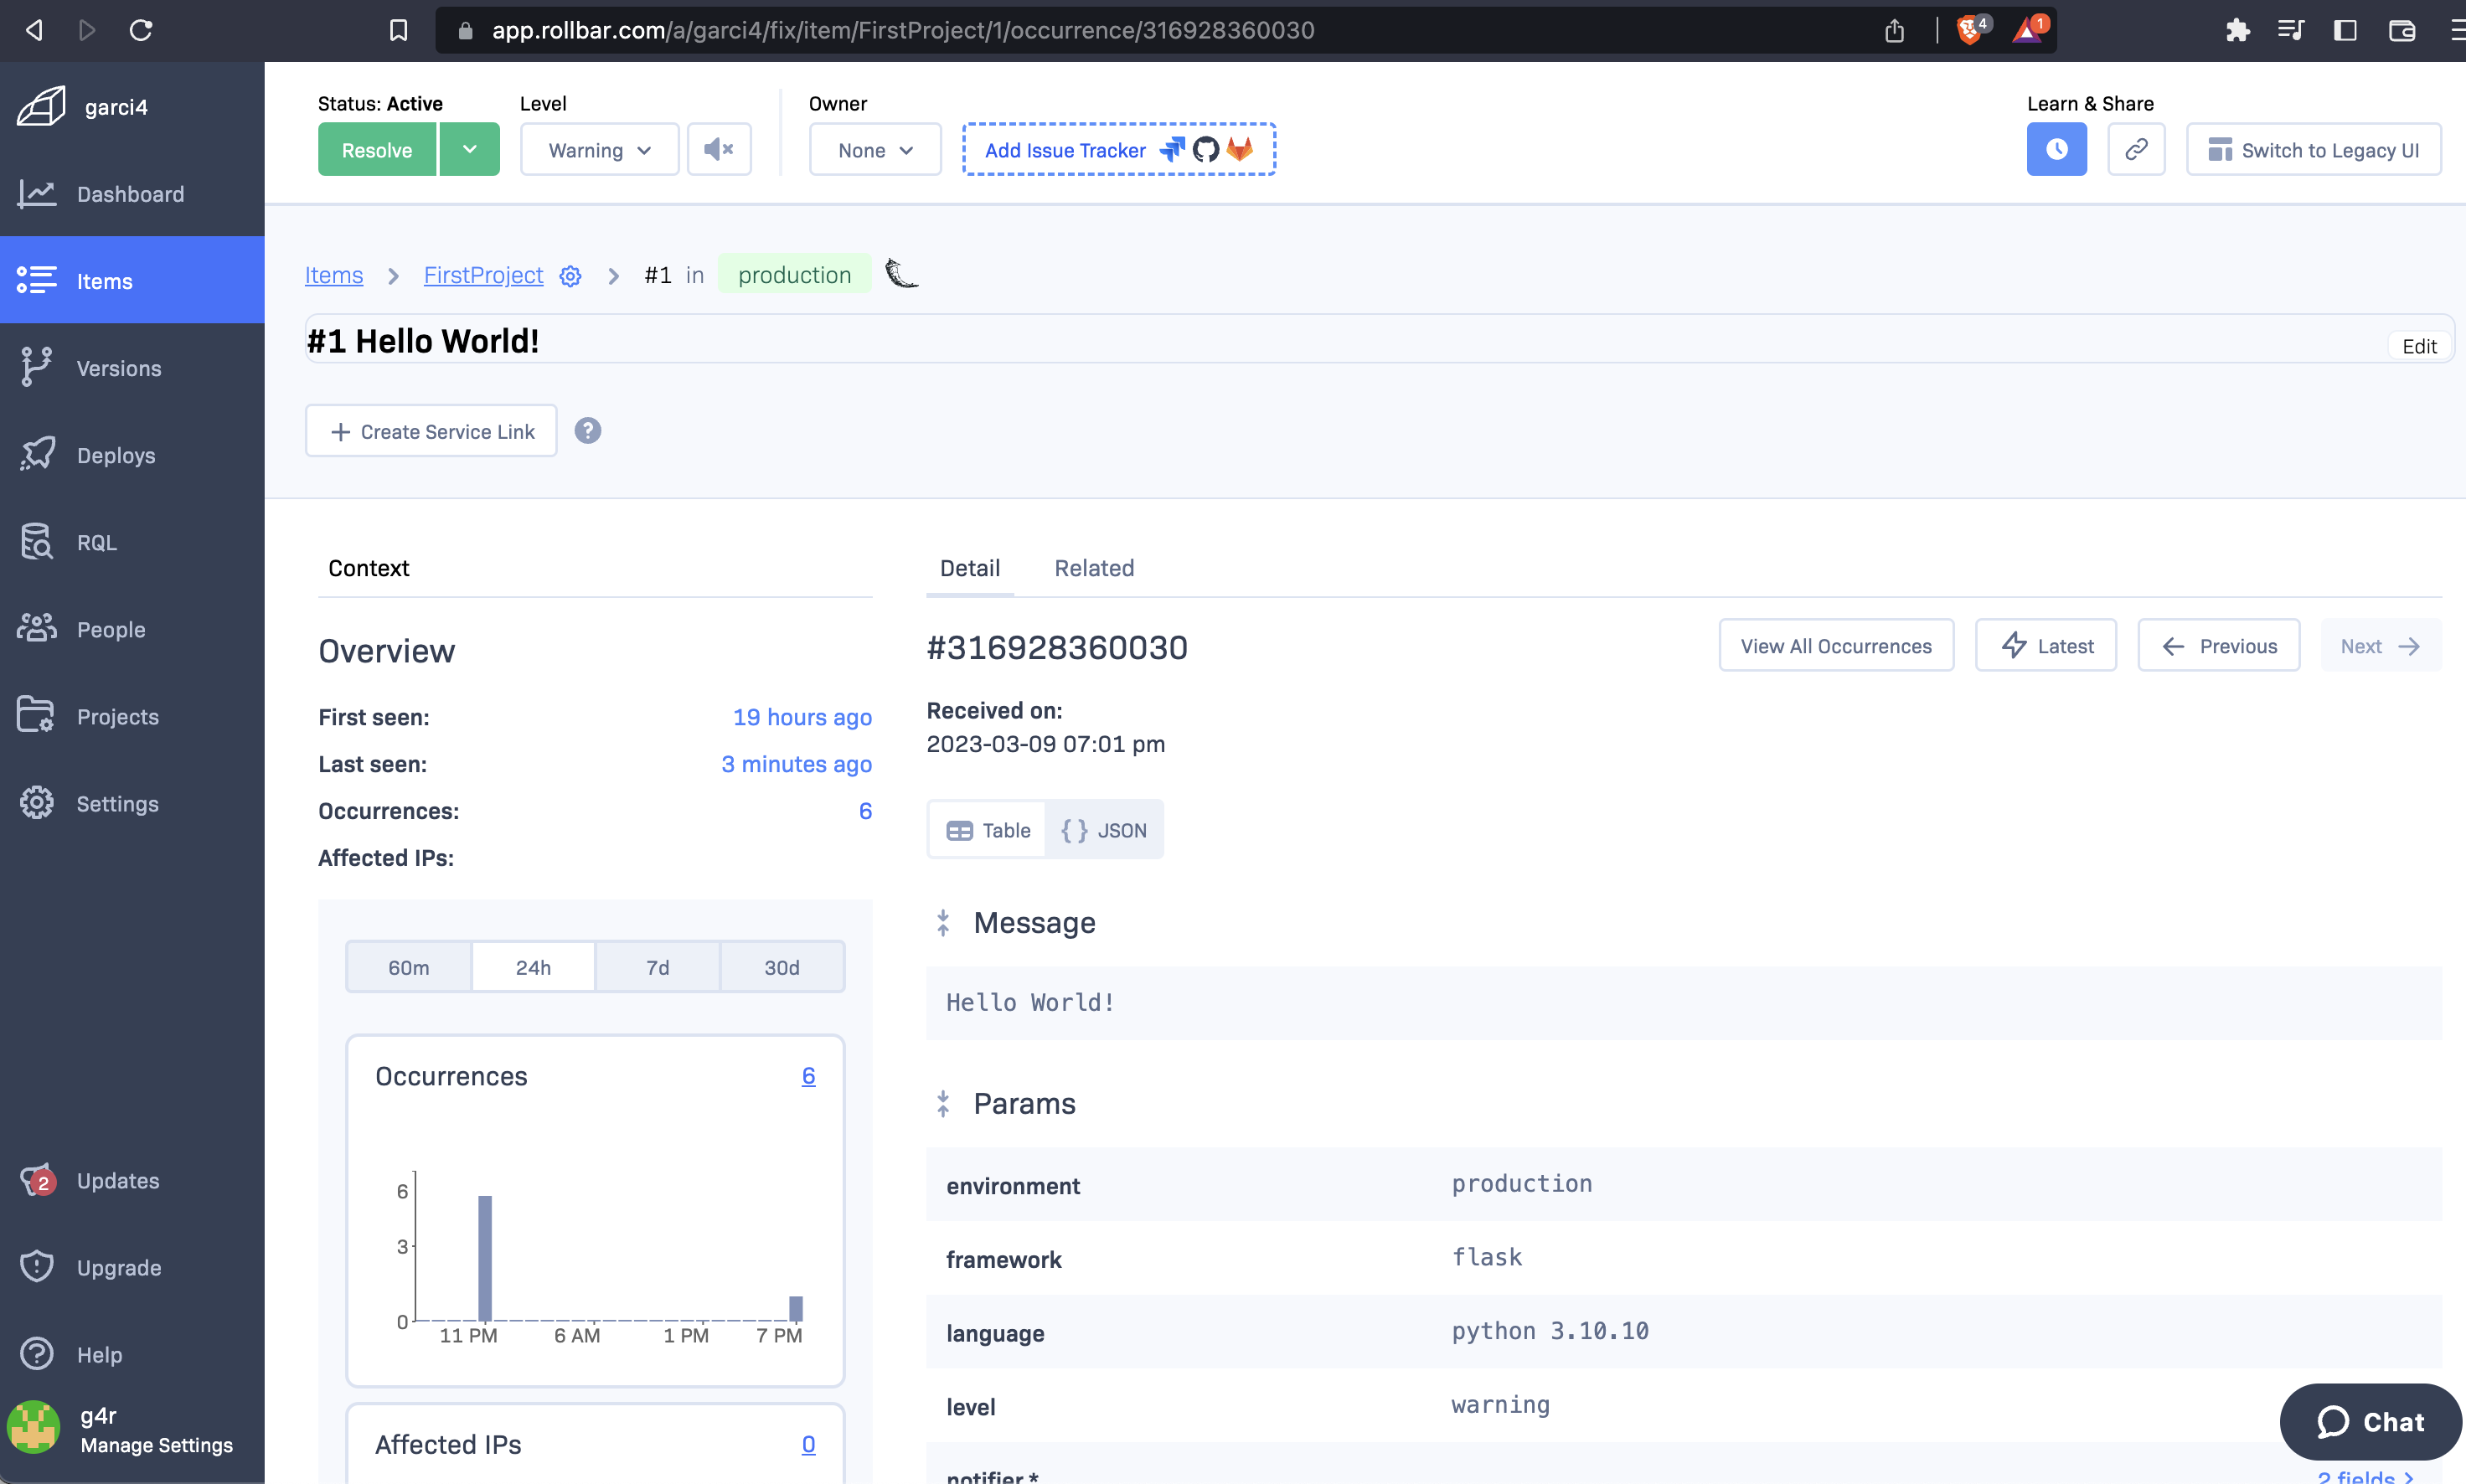 app.rollbar.com/a/garci4/fix/item/FirstProject/1/occurrence/316928360030
4
1
garci4
Dashboard
Items
Versions
Deploys
RQL
People
Projects
Settings
2
Updates
Upgrade
Help
g4r
Manage Settings
Status: Active
Level
Owner
Learn & Share
Resolve
Warning
None
Add Issue Tracker
Switch to Legacy UI
Items > FirstProject > #1 in production
#1 Hello World!
Edit
+ Create Service Link
?
Context
Overview
First seen: 19 hours ago
Last seen: 3 minutes ago
Occurrences: 6
Affected IPs:
60m 24h 7d 30d
Occurrences 6
6
3
0
11 PM 6 AM 1 PM 7 PM
Affected IPs 0
Detail Related
#316928360030
View All Occurrences
Latest
← Previous
Next →
Received on:
2023-03-09 07:01 pm
Table { } JSON
Message
Hello World!
Params
environment production
framework flask
language python 3.10.10
level warning
notifier.* 2 fields >
Chat